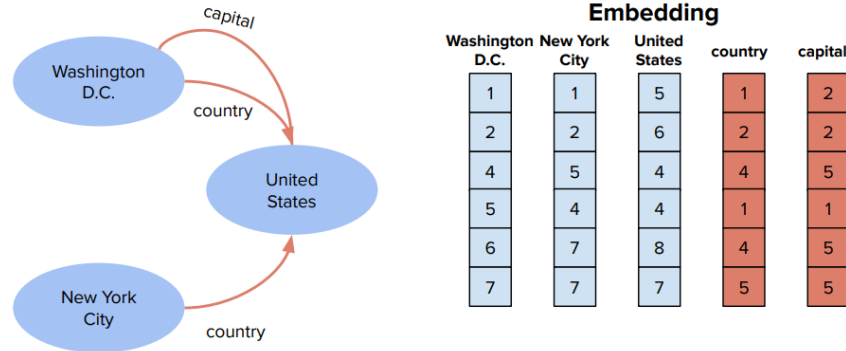 capital
Washington
D.C.
country
United
States
New York
City
country
Embedding
Washington New York United country capital
D.C. City States
1 1 5 1 2
2 2 6 2 2
4 5 4 4 5
5 4 4 1 1
6 7 8 4 5
7 7 7 5 5